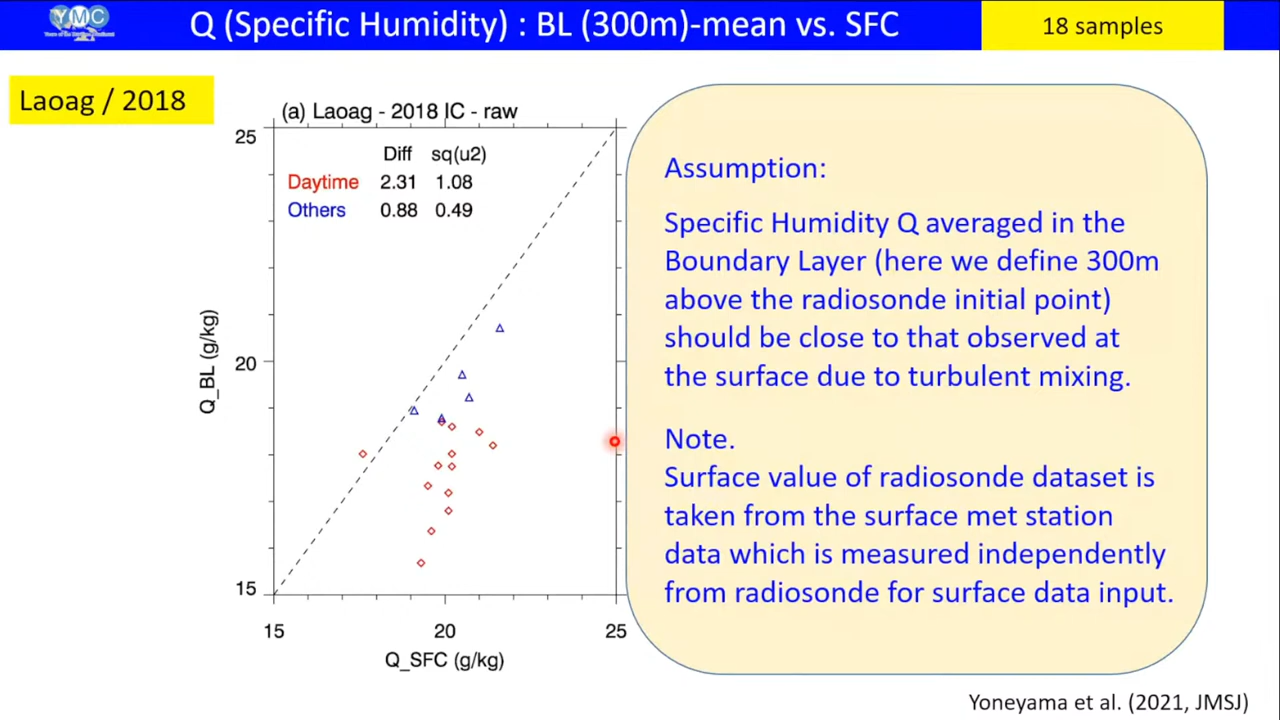 YMC
Q (Specific Humidity) : BL (300m)-mean vs. SFC
18 samples
Laoag / 2018
(a) Laoag - 2018 IC - raw
Diff sq(u2)
Daytime 2.31 1.08
Others 0.88 0.49
25
20
15
Q_BL (g/kg)
15 20 25
Q_SFC (g/kg)
Assumption:
Specific Humidity Q averaged in the
Boundary Layer (here we define 300m
above the radiosonde initial point)
should be close to that observed at
the surface due to turbulent mixing.
Note.
Surface value of radiosonde dataset is
taken from the surface met station
data which is measured independently
from radiosonde for surface data input.
Yoneyama et al. (2021, JMSJ)